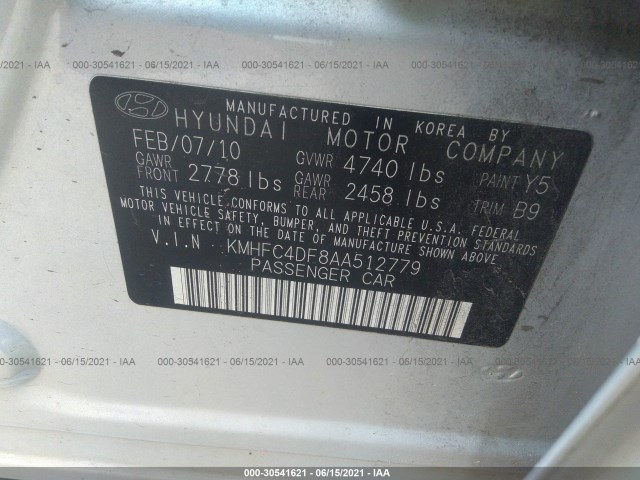 000-30541621 / 06/15/2021 - IAA
MANUFACTURED IN KOREA BY
HYUNDAI MOTOR COMPANY
FEB/07/10 GVWR 4740 lbs PAINT Y5
GAWR FRONT 2778 lbs GAWR REAR 2458 lbs TRIM B9
THIS VEHICLE CONFORMS TO ALL APPLICABLE U.S.A. FEDERAL
MOTOR VEHICLE SAFETY, BUMPER, AND THEFT PREVENTION STANDARDS
IN EFFECT ON THE DATE OF MANUFACTURE SHOWN ABOVE.
V.I.N KMHFC4DF8AA512779
PASSENGER CAR
000-30541621 / 06/15/2021 - IAA
000-30541621 / 06/15/2021 - IAA